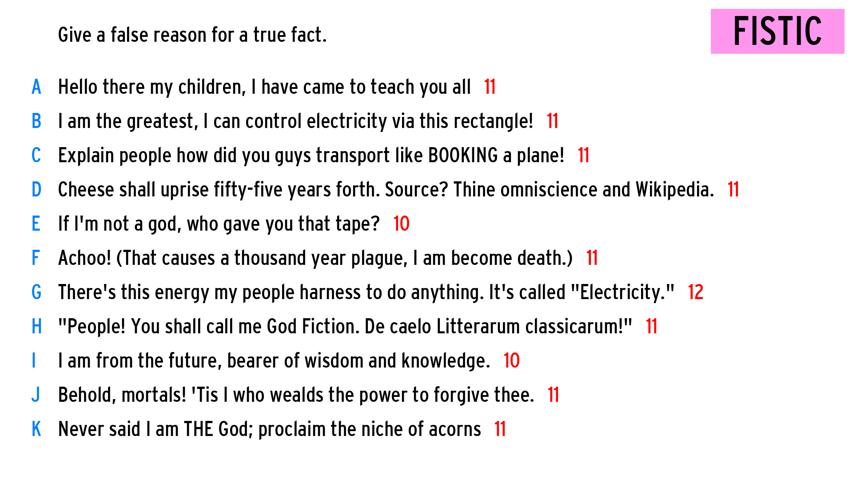 Give a false reason for a true fact.
FISTIC
A Hello there my children, I have came to teach you all 11
B I am the greatest, I can control electricity via this rectangle! 11
C Explain people how did you guys transport like BOOKING a plane! 11
D Cheese shall uprise fifty-five years forth. Source? Thine omniscience and Wikipedia. 11
E If I'm not a god, who gave you that tape? 10
F Achoo! (That causes a thousand year plague, I am become death.) 11
G There's this energy my people harness to do anything. It's called "Electricity." 12
H "People! You shall call me God Fiction. De caelo Litterarum classicarum!" 11
I I am from the future, bearer of wisdom and knowledge. 10
J Behold, mortals! 'Tis I who wealds the power to forgive thee. 11
K Never said I am THE God; proclaim the niche of acorns 11